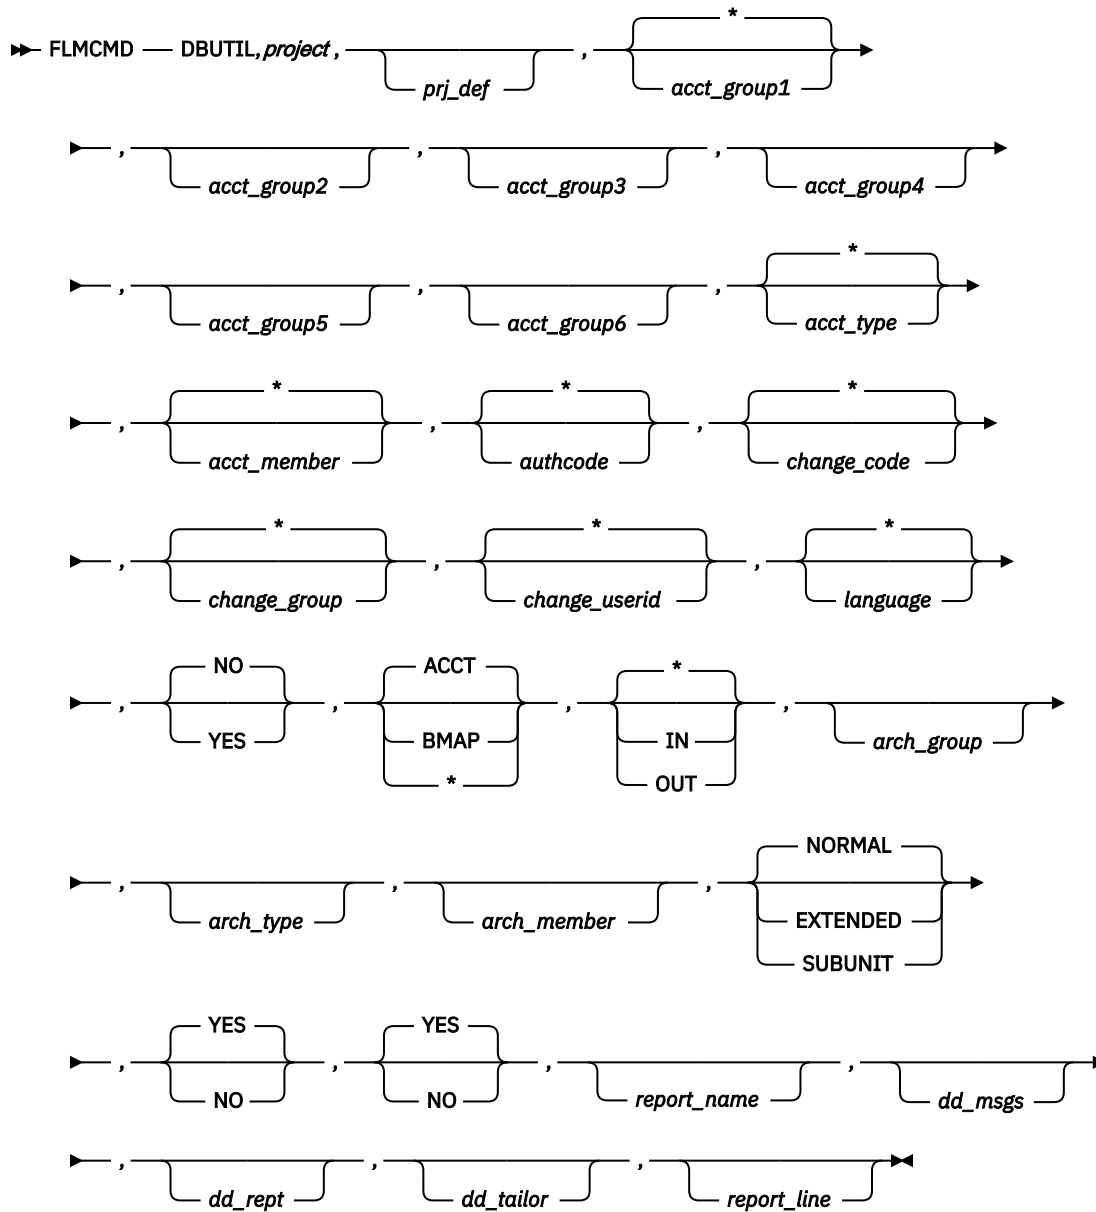 *
FLMCMD DBUTIL,project, , 
prj_def acct_group1
, , ,
acct_group2 acct_group3 acct_group4
*
, , ,
acct_group5 acct_group6 acct_type
* * *
, , ,
acct_member authcode change_code
* * *
, , ,
change_group change_userid language
NO ACCT *
, , , ,
YES BMAP IN arch_group
* OUT
NORMAL
, , ,
arch_type arch_member EXTENDED
SUBUNIT
YES YES
, , , ,
NO NO report_name dd_msgs
, , ,
dd_rept dd_tailor report_line